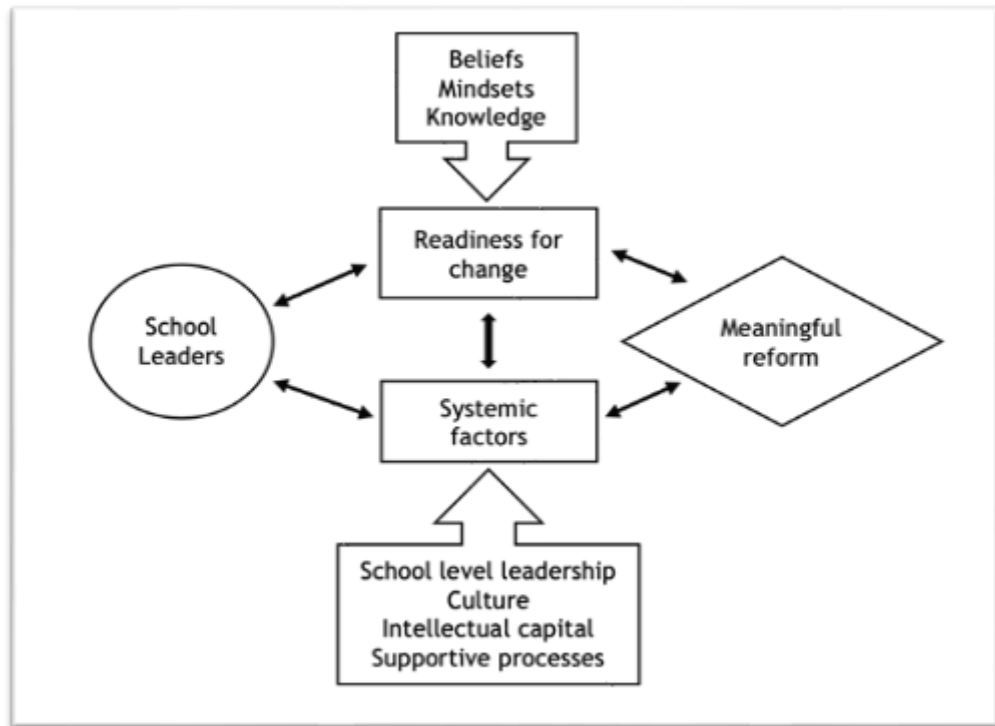 Beliefs
Mindsets
Knowledge
Readiness for
change
School
Leaders
Meaningful
reform
Systemic
factors
School level leadership
Culture
Intellectual capital
Supportive processes